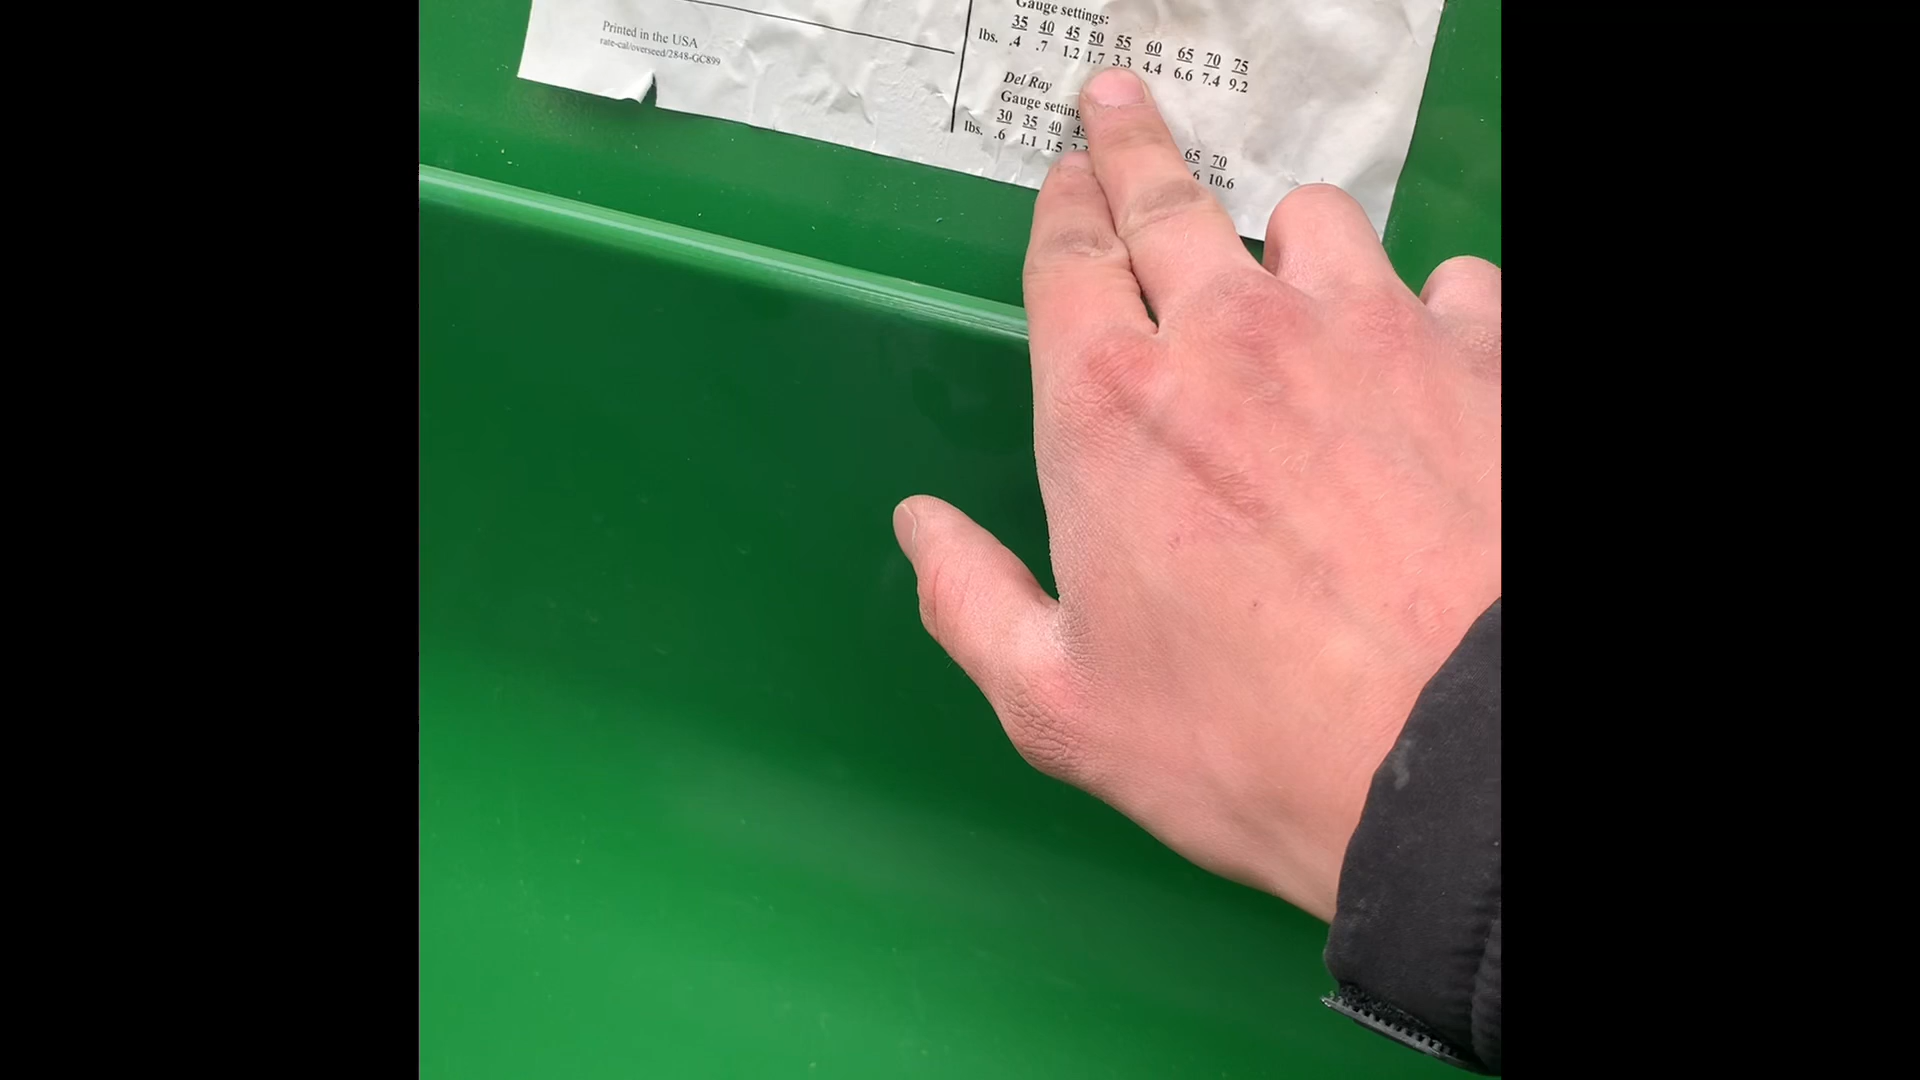 Printed in the USA
rate-cal/overseed/2848-GC899
Gauge settings:
35 40 45 50 55 60 65 70 75
lbs. .4 .7 1.2 1.7 3.3 4.4 6.6 7.4 9.2
Del Ray
Gauge setting
30 35 40 65 70
lbs. .6 1.1 1.5 10.6